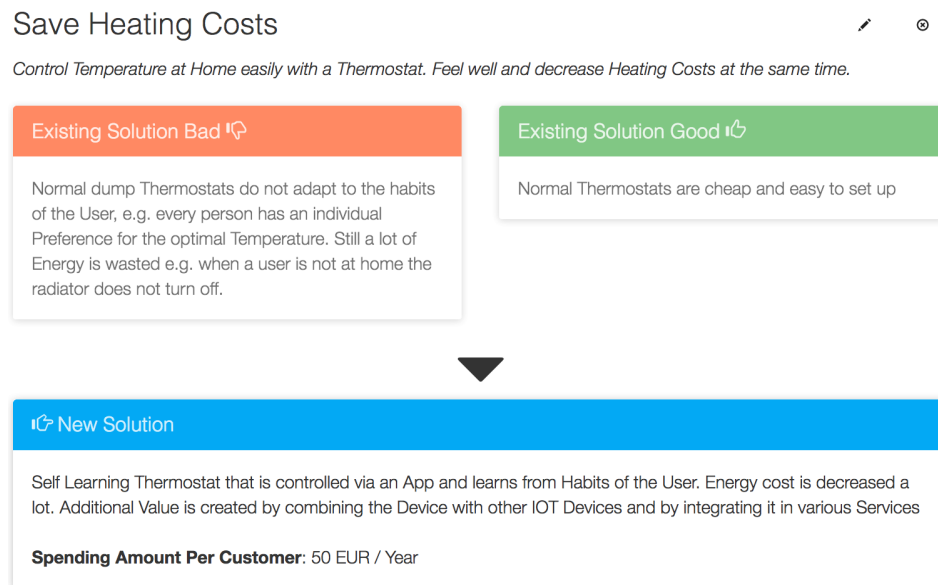 Save Heating Costs
Control Temperature at Home easily with a Thermostat. Feel well and decrease Heating Costs at the same time.
Existing Solution Bad
Normal dump Thermostats do not adapt to the habits
of the User, e.g. every person has an individual
Preference for the optimal Temperature. Still a lot of
Energy is wasted e.g. when a user is not at home the
radiator does not turn off.
Existing Solution Good
Normal Thermostats are cheap and easy to set up
New Solution
Self Learning Thermostat that is controlled via an App and learns from Habits of the User. Energy cost is decreased a
lot. Additional Value is created by combining the Device with other IOT Devices and by integrating it in various Services
Spending Amount Per Customer: 50 EUR / Year